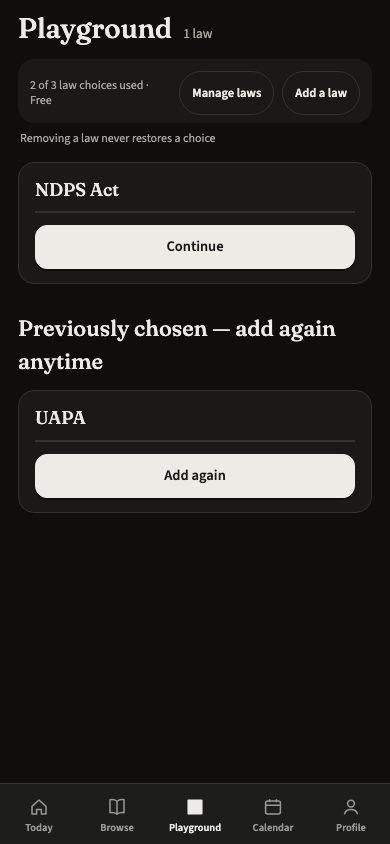 Playground 1 law
2 of 3 law choices used ·
Free
Manage laws
Add a law
Removing a law never restores a choice
NDPS Act
Continue
Previously chosen — add again
anytime
UAPA
Add again
Today Browse Playground Calendar Profile